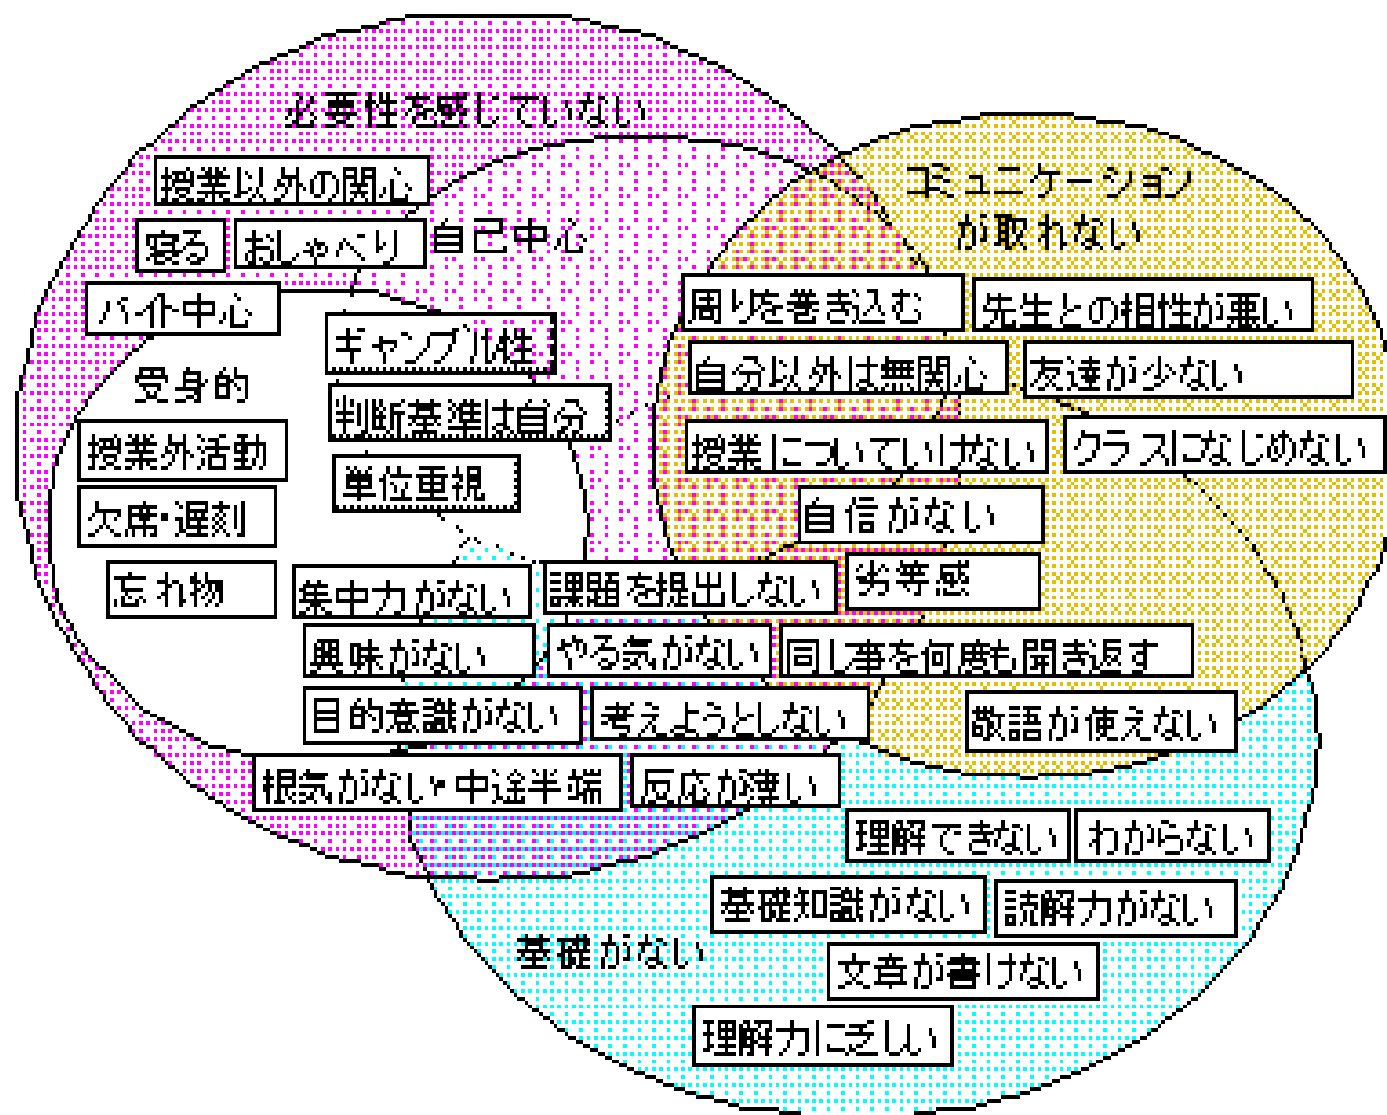 必要性を感じていない
授業以外の関心
コミュニケーション
が取れない
寝る
おしゃべり
自己中心
バイト中心
周りを巻き込む
先生との相性が悪い
ギャンブル性
受身的
自分以外は無関心
友達が少ない
判断基準は自分
授業外活動
授業についていけない
クラスになじめない
単位重視
欠席・遅刻
自信がない
忘れ物
集中力がない
課題を提出しない
劣等感
興味がない
やる気がない
同じ事を何度も聞き返す
目的意識がない
考えようとしない
敬語が使えない
根気がない・中途半端
反応が薄い
理解できない
わからない
基礎知識がない
読解力がない
基礎がない
文章が書けない
理解力に乏しい